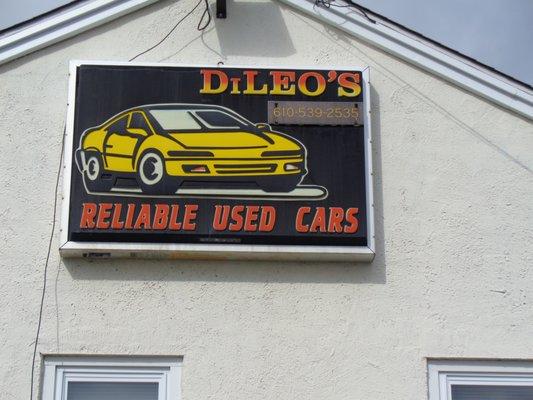 DiLeo's
610-539-2535
RELIABLE USED CARS